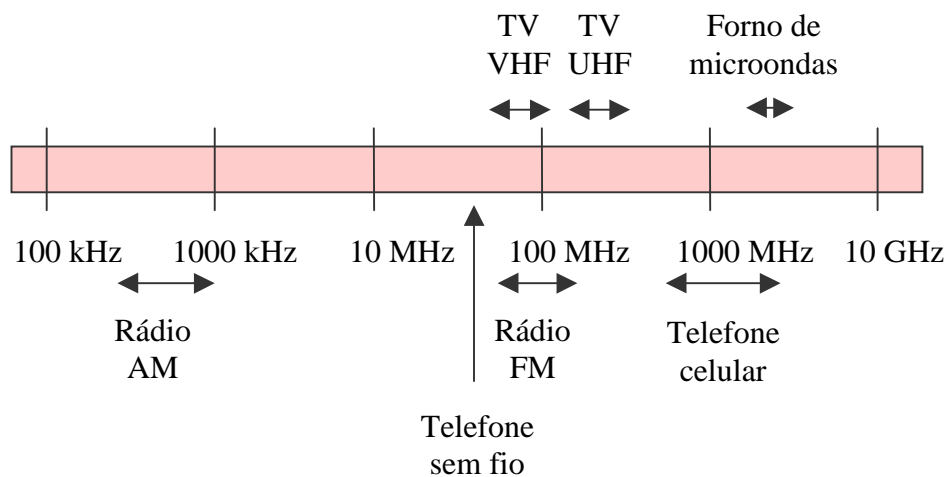 TV
VHF
TV
UHF
Forno de
microondas
100 kHz
1000 kHz
10 MHz
100 MHz
1000 MHz
10 GHz
Rádio
AM
Rádio
FM
Telefone
celular
Telefone
sem fio